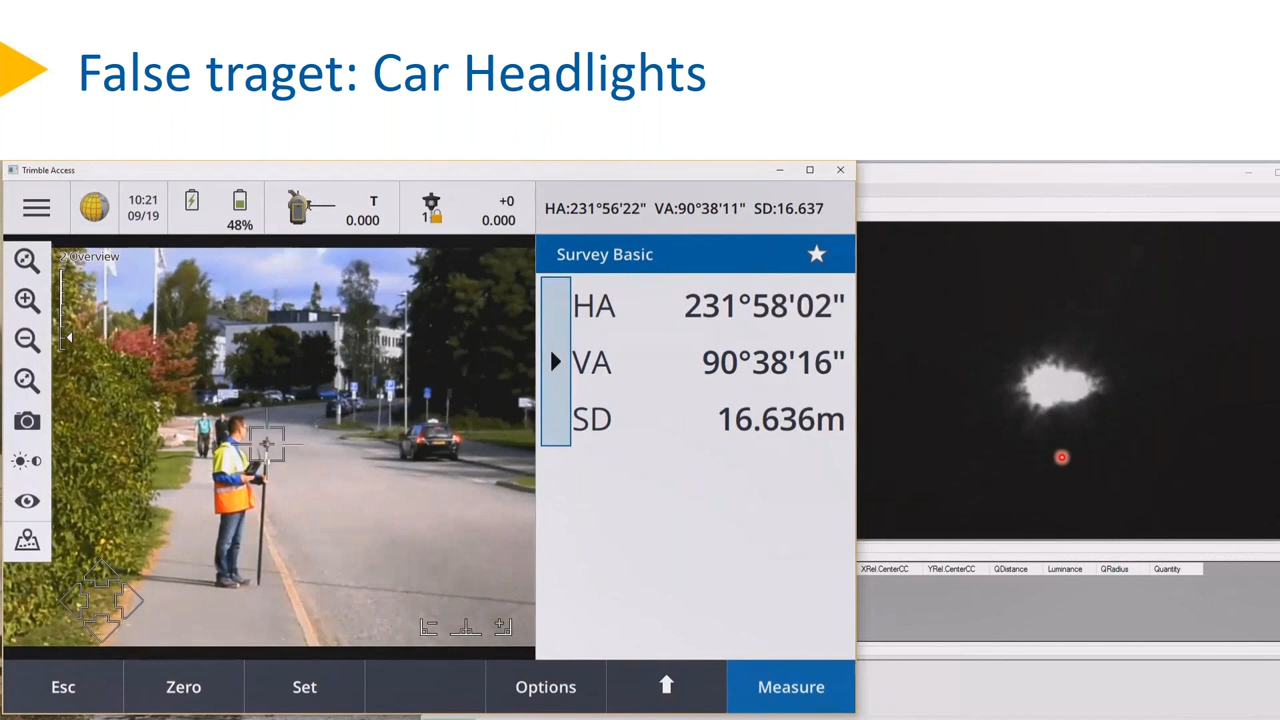 False traget: Car Headlights
Trimble Access
10:21
09/19
48%
T
0.000
+0
0.000
HA:231°56'22" VA:90°38'11" SD:16.637
Overview
Survey Basic
HA 231°58'02"
VA 90°38'16"
SD 16.636m
XRel.CenterCC YRel.CenterCC QDistance Luminance QRadius Quantity
Esc Zero Set Options Measure